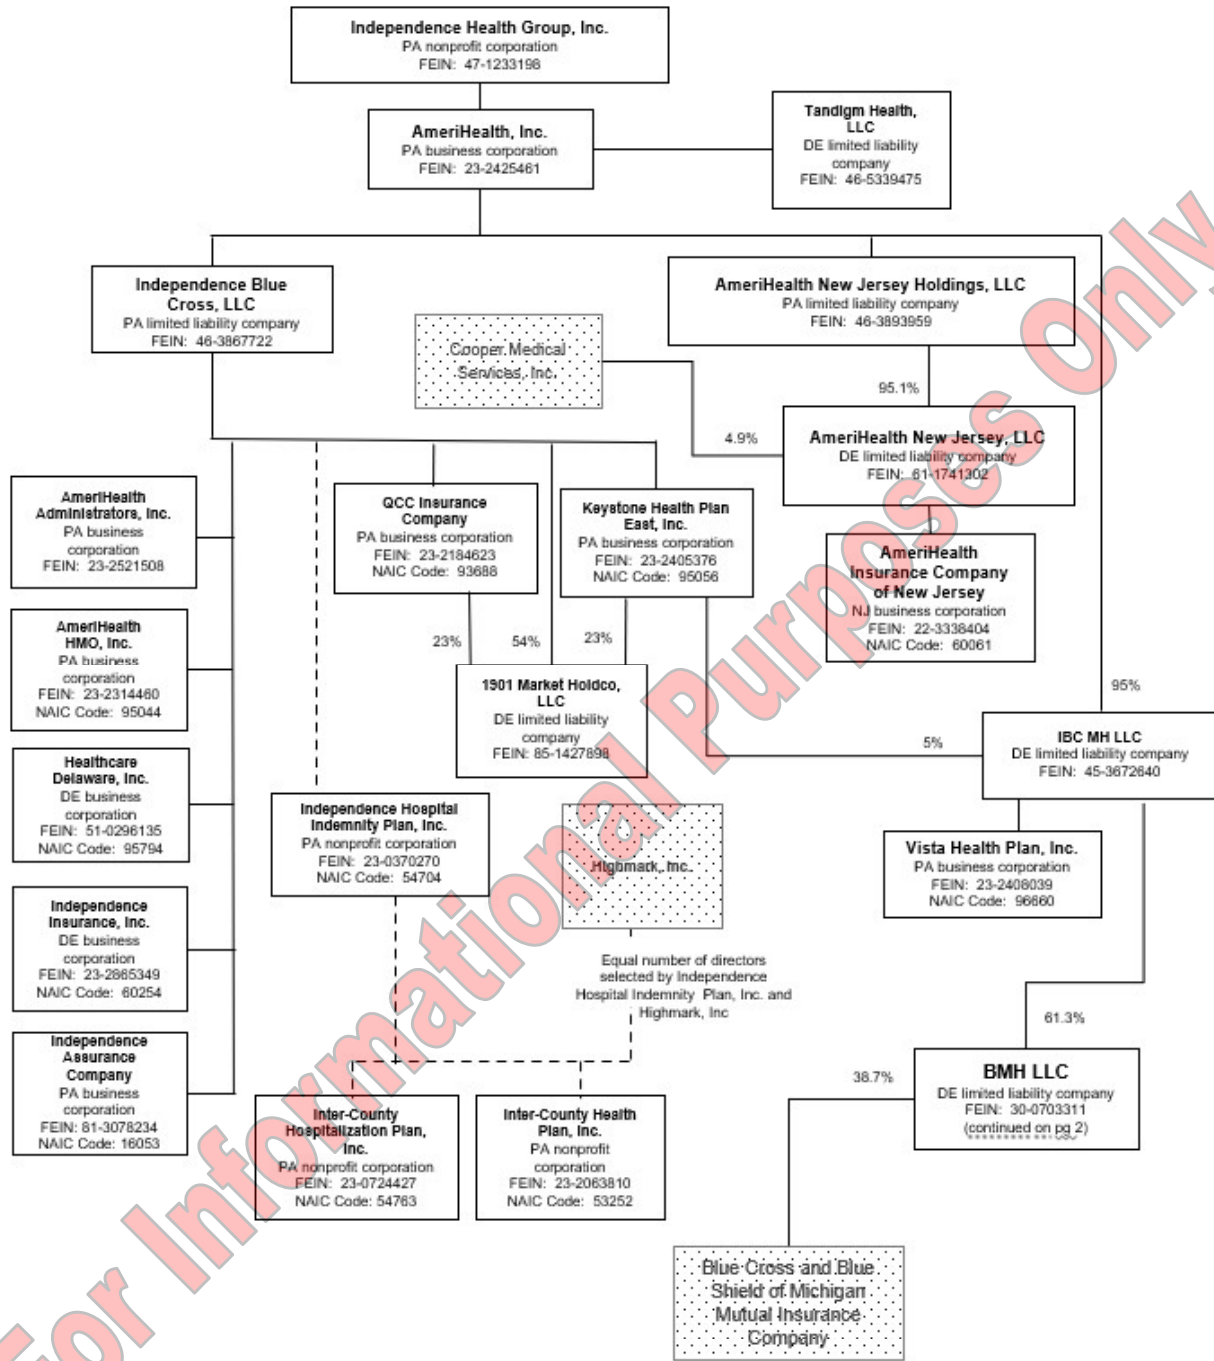 Independence Health Group, Inc.
PA nonprofit corporation
FEIN: 47-1233198
AmeriHealth, Inc.
PA business corporation
FEIN: 23-2425461
Tandigm Health,
LLC
DE limited liability
company
FEIN: 46-5339475
Independence Blue
Cross, LLC
PA limited liability company
FEIN: 46-3867722
AmeriHealth New Jersey Holdings, LLC
PA limited liability company
FEIN: 46-3893959
Cooper Medical
Services, Inc.
95.1%
4.9%
AmeriHealth New Jersey, LLC
DE limited liability company
FEIN: 61-1741302
AmeriHealth
Administrators, Inc.
PA business
corporation
FEIN: 23-2521508
QCC Insurance
Company
PA business corporation
FEIN: 23-2184623
NAIC Code: 93688
Keystone Health Plan
East, Inc.
PA business corporation
FEIN: 23-2405376
NAIC Code: 95056
AmeriHealth
Insurance Company
of New Jersey
NJ business corporation
FEIN: 22-3338404
NAIC Code: 60061
AmeriHealth
HMO, Inc.
PA business
corporation
FEIN: 23-2314460
NAIC Code: 95044
23%
54%
23%
1901 Market Holdco,
LLC
DE limited liability
company
FEIN: 85-1427898
95%
5%
IBC MH LLC
DE limited liability company
FEIN: 45-3672640
Healthcare
Delaware, Inc.
DE business
corporation
FEIN: 51-0296135
NAIC Code: 95794
Independence Hospital
Indemnity Plan, Inc.
PA nonprofit corporation
FEIN: 23-0370270
NAIC Code: 54704
Highmark, Inc.
Vista Health Plan, Inc.
PA business corporation
FEIN: 23-2408039
NAIC Code: 96660
Independence
Insurance, Inc.
DE business
corporation
FEIN: 23-2865349
NAIC Code: 60254
Equal number of directors
selected by Independence
Hospital Indemnity Plan, Inc. and
Highmark, Inc
61.3%
38.7%
Independence
Assurance
Company
PA business
corporation
FEIN: 81-3078234
NAIC Code: 16053
BMH LLC
DE limited liability company
FEIN: 30-0703311
(continued on pg 2)
Inter-County
Hospitalization Plan,
Inc.
PA nonprofit corporation
FEIN: 23-0724427
NAIC Code: 54763
Inter-County Health
Plan, Inc.
PA nonprofit
corporation
FEIN: 23-2063810
NAIC Code: 53252
Blue Cross and Blue
Shield of Michigan
Mutual Insurance
Company
For Informational Purposes Only